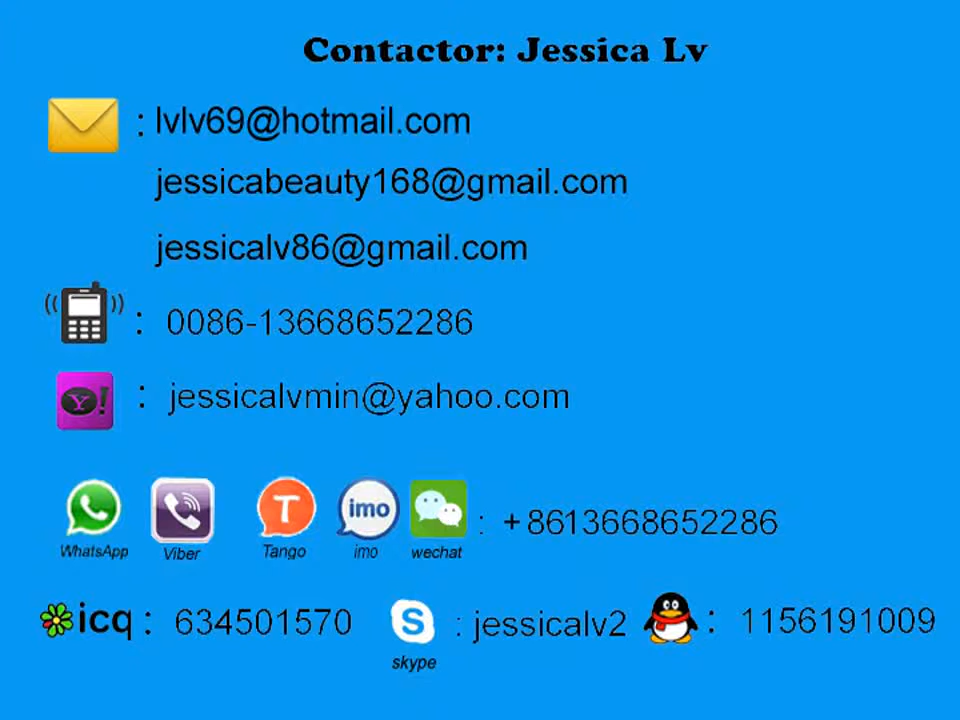 Contactor: Jessica Lv
: lvlv69@hotmail.com
jessicabeauty168@gmail.com
jessicalv86@gmail.com
: 0086-13668652286
Y! : jessicalvmin@yahoo.com
T imo : +8613668652286
WhatsApp Viber Tango imo wechat
icq : 634501570 S : jessicalv2 : 1156191009
skype